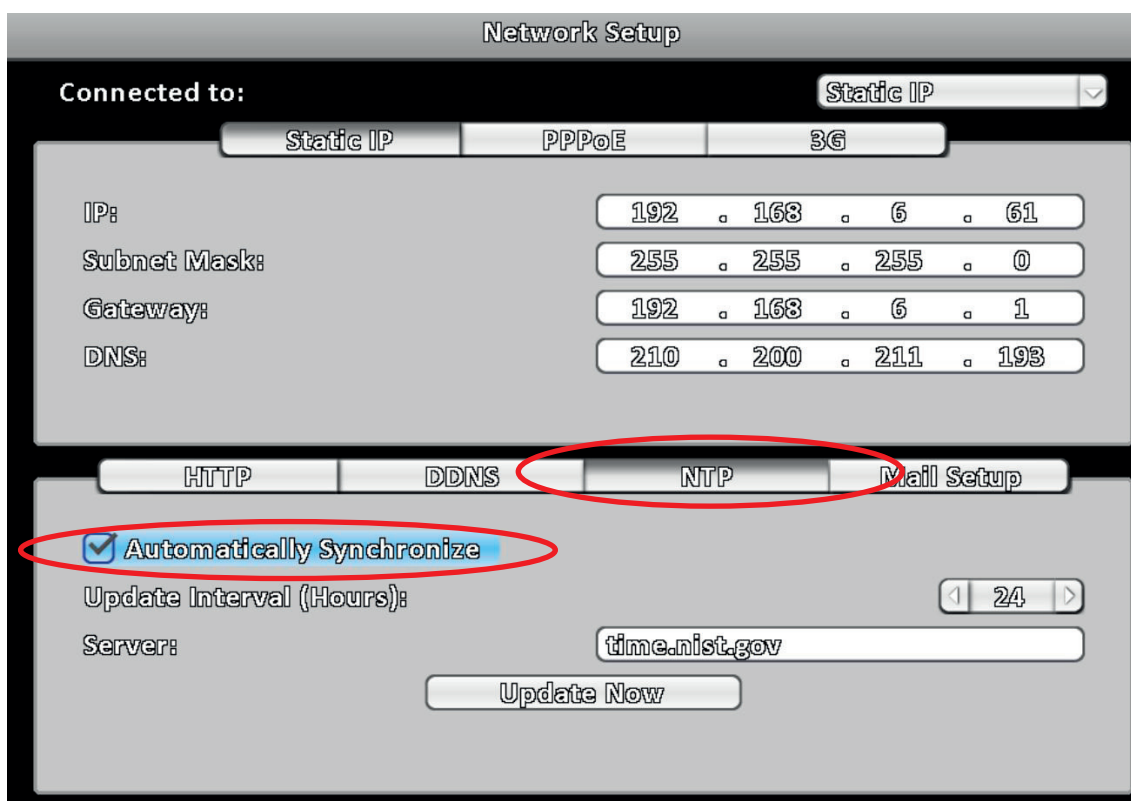 Network Setup
Connected to: Static IP
Static IP PPPoE 3G
IP: 192 . 168 . 6 . 61
Subnet Mask: 255 . 255 . 255 . 0
Gateway: 192 . 168 . 6 . 1
DNS: 210 . 200 . 211 . 193
HTTP DDNS NTP Mail Setup
Automatically Synchronize
Update Interval (Hours): 24
Server: time.nist.gov
Update Now